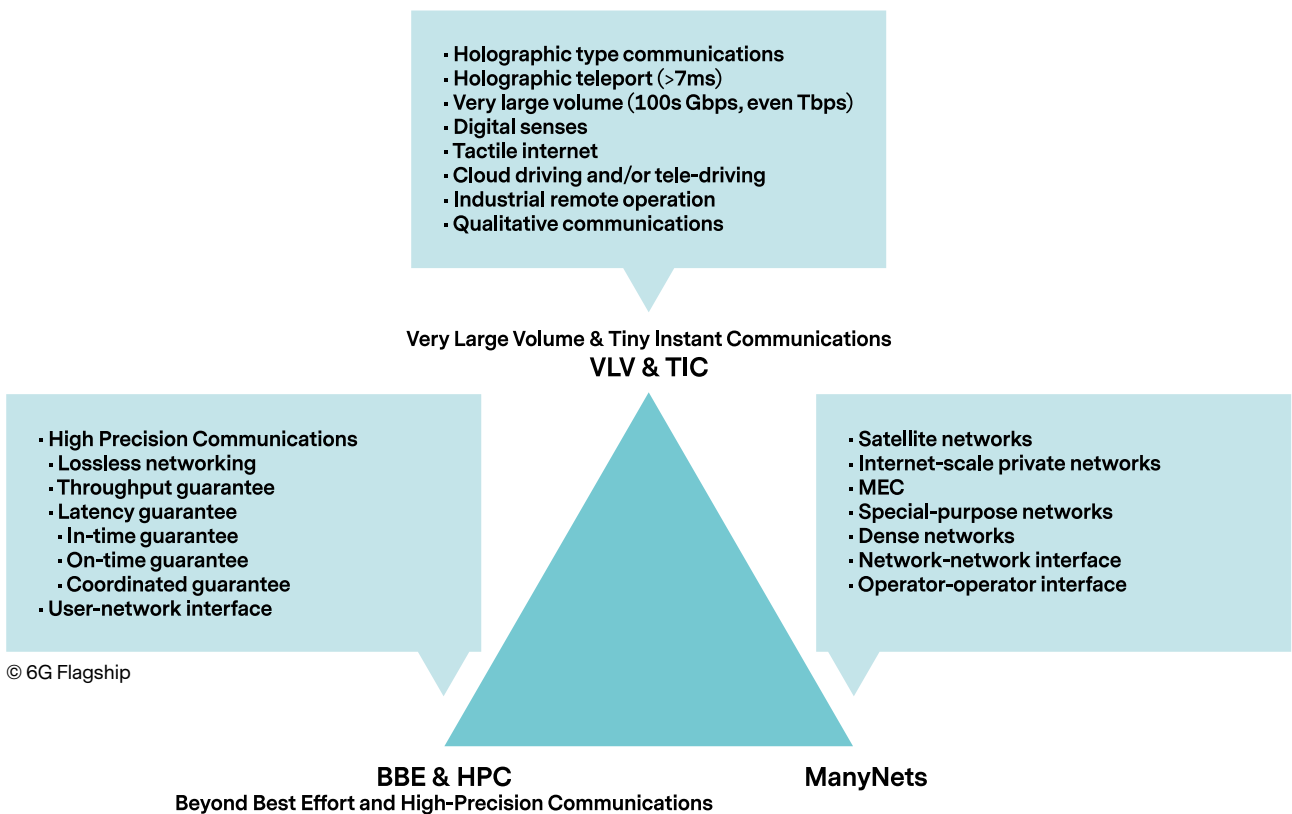 · Holographic type communications
· Holographic teleport (>7ms)
· Very large volume (100s Gbps, even Tbps)
· Digital senses
· Tactile internet
· Cloud driving and/or tele-driving
· Industrial remote operation
· Qualitative communications
Very Large Volume & Tiny Instant Communications
VLV & TIC
· High Precision Communications
· Lossless networking
· Throughput guarantee
· Latency guarantee
· In-time guarantee
· On-time guarantee
· Coordinated guarantee
· User-network interface
· Satellite networks
· Internet-scale private networks
· MEC
· Special-purpose networks
· Dense networks
· Network-network interface
· Operator-operator interface
© 6G Flagship
BBE & HPC
Beyond Best Effort and High-Precision Communications
ManyNets